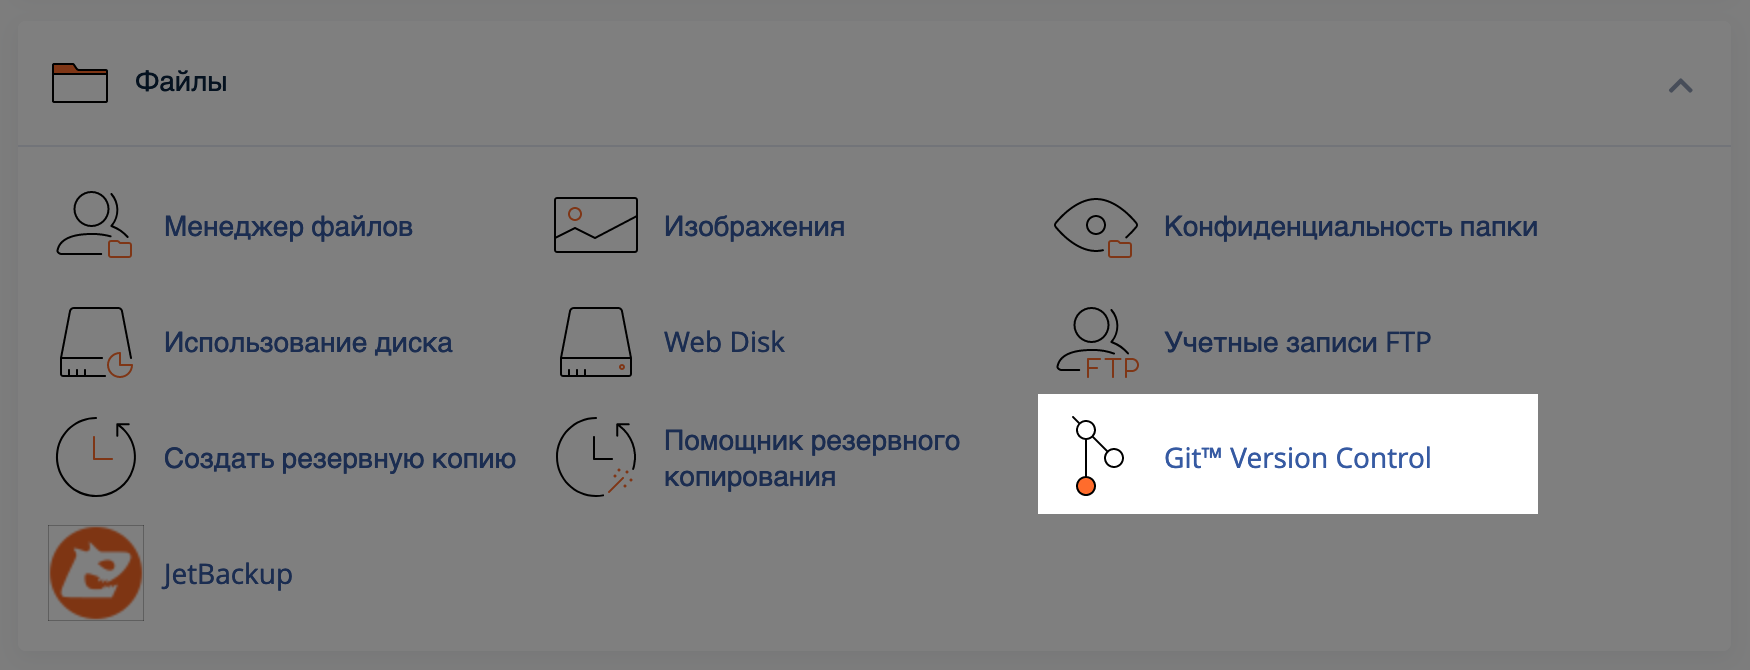 Файлы
Менеджер файлов
Изображения
Конфиденциальность папки
Использование диска
Web Disk
Учетные записи FTP
FTP
Создать резервную копию
Помощник резервного
копирования
Git™ Version Control
JetBackup